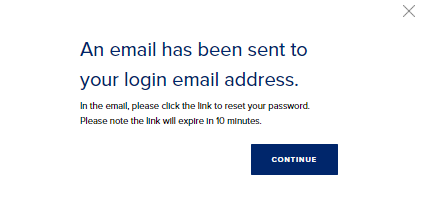 An email has been sent to
your login email address.
In the email, please click the link to reset your password.
Please note the link will expire in 10 minutes.
CONTINUE